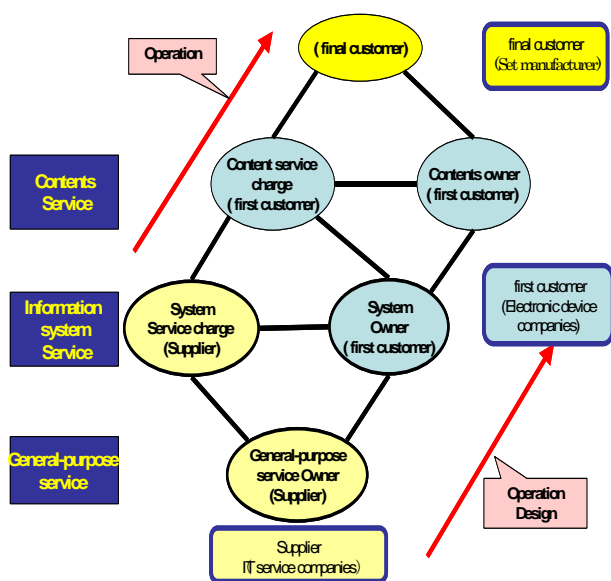 Operation
( final customer)
final customer
(Set manufacturer)
Contents
Service
Content service
charge
( first customer)
Contents owner
( first customer)
Information
system
Service
System
Service charge
(Supplier)
System
Owner
( first customer)
first customer
(Electronic device
companies)
General-purpose
service
General-purpose
service Owner
(Supplier)
Operation
Design
Supplier
IT service companies)